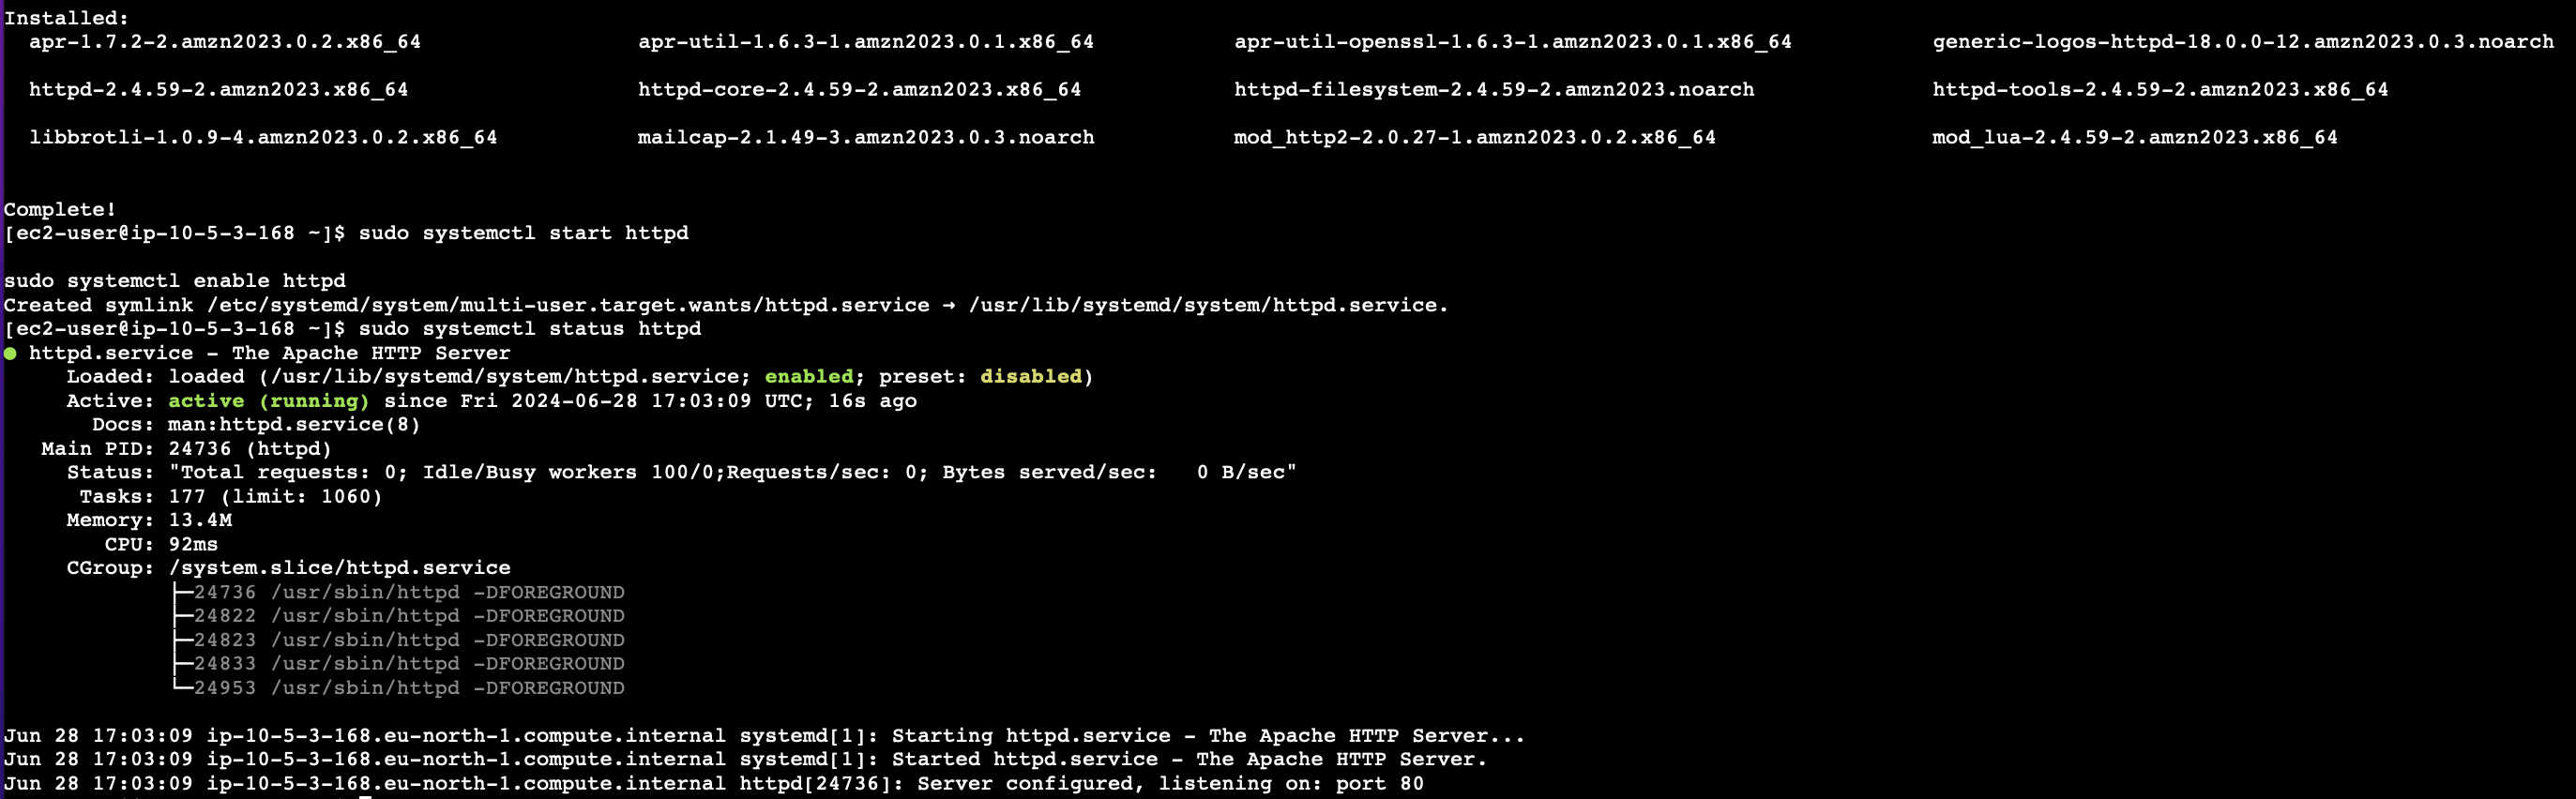 Installed:
  apr-1.7.2-2.amzn2023.0.2.x86_64                 apr-util-1.6.3-1.amzn2023.0.1.x86_64           apr-util-openssl-1.6.3-1.amzn2023.0.1.x86_64           generic-logos-httpd-18.0.0-12.amzn2023.0.3.noarch
  httpd-2.4.59-2.amzn2023.x86_64                  httpd-core-2.4.59-2.amzn2023.x86_64            httpd-filesystem-2.4.59-2.amzn2023.noarch              httpd-tools-2.4.59-2.amzn2023.x86_64
  libbrotli-1.0.9-4.amzn2023.0.2.x86_64           mailcap-2.1.49-3.amzn2023.0.3.noarch           mod_http2-2.0.27-1.amzn2023.0.2.x86_64                 mod_lua-2.4.59-2.amzn2023.x86_64
Complete!
[ec2-user@ip-10-5-3-168 ~]$ sudo systemctl start httpd
sudo systemctl enable httpd
Created symlink /etc/systemd/system/multi-user.target.wants/httpd.service → /usr/lib/systemd/system/httpd.service.
[ec2-user@ip-10-5-3-168 ~]$ sudo systemctl status httpd
● httpd.service - The Apache HTTP Server
     Loaded: loaded (/usr/lib/systemd/system/httpd.service; enabled; preset: disabled)
     Active: active (running) since Fri 2024-06-28 17:03:09 UTC; 16s ago
       Docs: man:httpd.service(8)
   Main PID: 24736 (httpd)
     Status: "Total requests: 0; Idle/Busy workers 100/0;Requests/sec: 0; Bytes served/sec:   0 B/sec"
      Tasks: 177 (limit: 1060)
     Memory: 13.4M
        CPU: 92ms
     CGroup: /system.slice/httpd.service
             ├─24736 /usr/sbin/httpd -DFOREGROUND
             ├─24822 /usr/sbin/httpd -DFOREGROUND
             ├─24823 /usr/sbin/httpd -DFOREGROUND
             ├─24833 /usr/sbin/httpd -DFOREGROUND
             └─24953 /usr/sbin/httpd -DFOREGROUND
Jun 28 17:03:09 ip-10-5-3-168.eu-north-1.compute.internal systemd[1]: Starting httpd.service - The Apache HTTP Server...
Jun 28 17:03:09 ip-10-5-3-168.eu-north-1.compute.internal systemd[1]: Started httpd.service - The Apache HTTP Server.
Jun 28 17:03:09 ip-10-5-3-168.eu-north-1.compute.internal httpd[24736]: Server configured, listening on: port 80